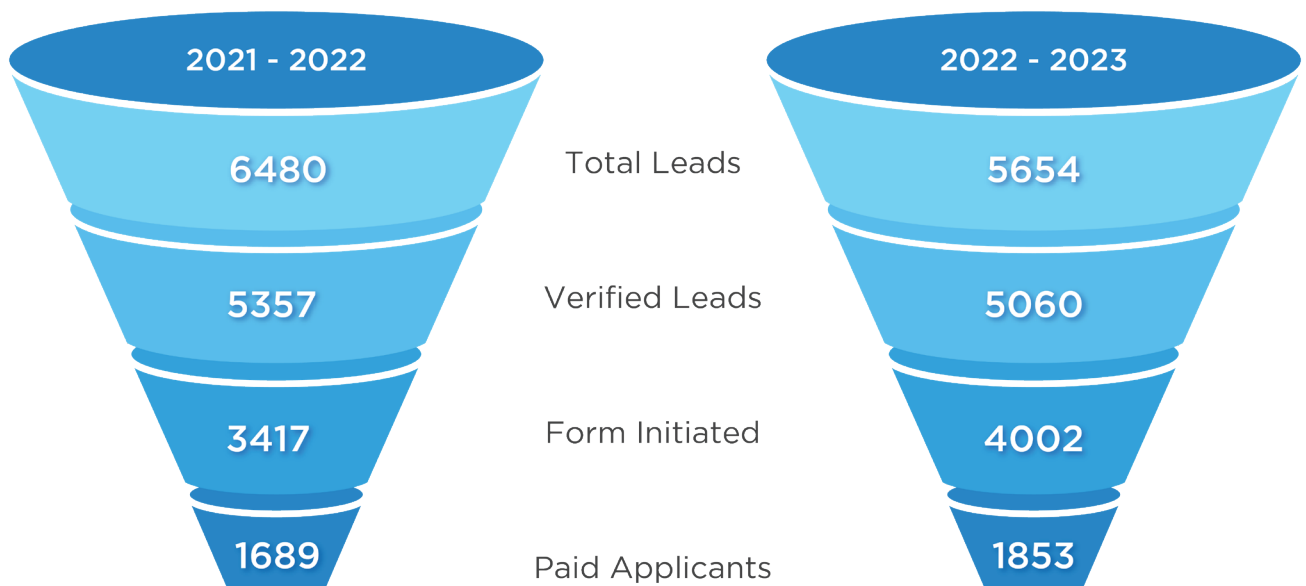 2021 - 2022
2022 - 2023
6480
Total Leads
5654
5357
Verified Leads
5060
3417
Form Initiated
4002
1689
Paid Applicants
1853